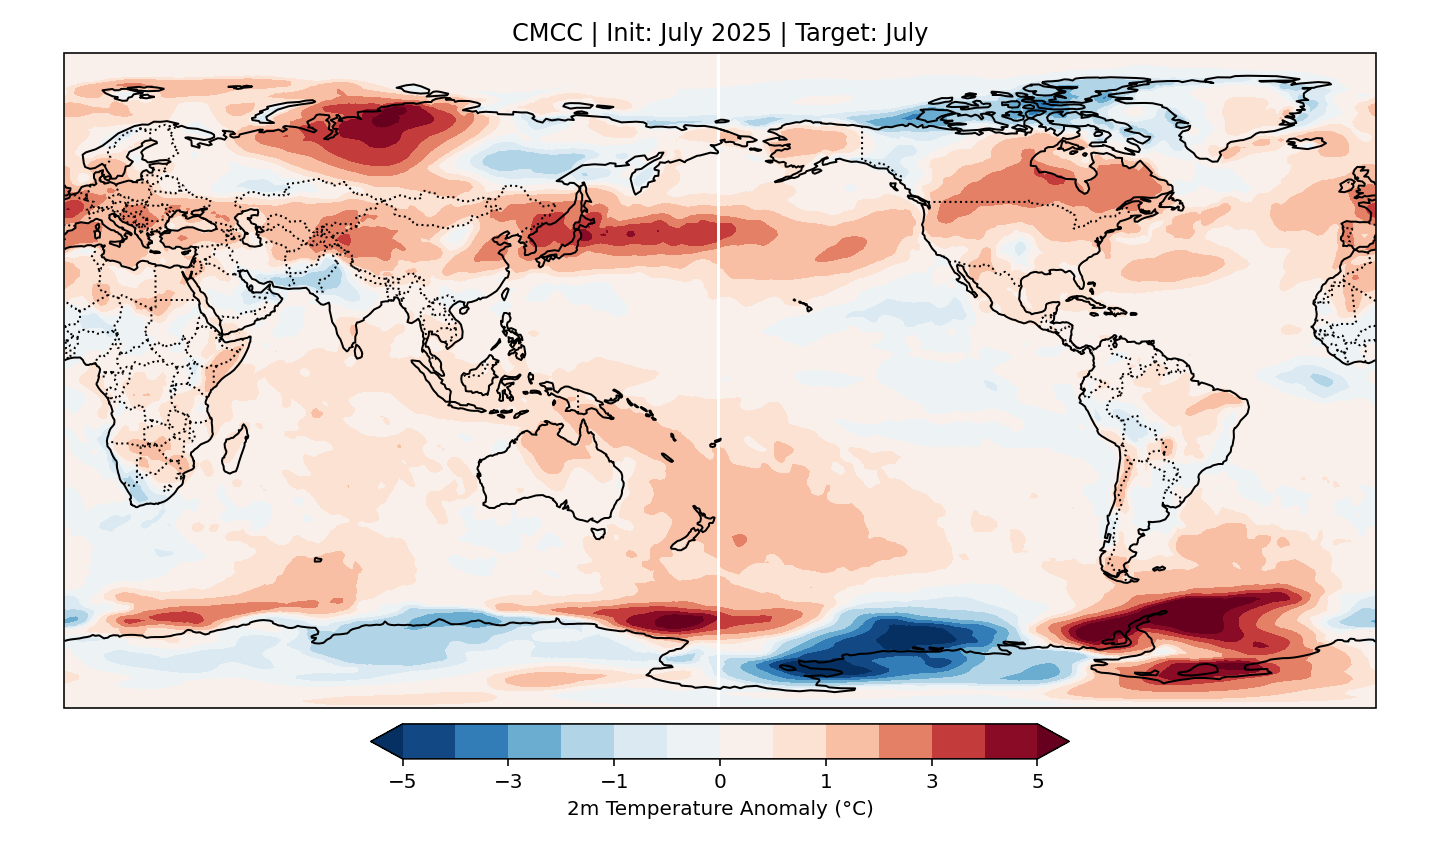 CMCC | Init: July 2025 | Target: July
−5 −3 −1 0 1 3 5
2m Temperature Anomaly (°C)